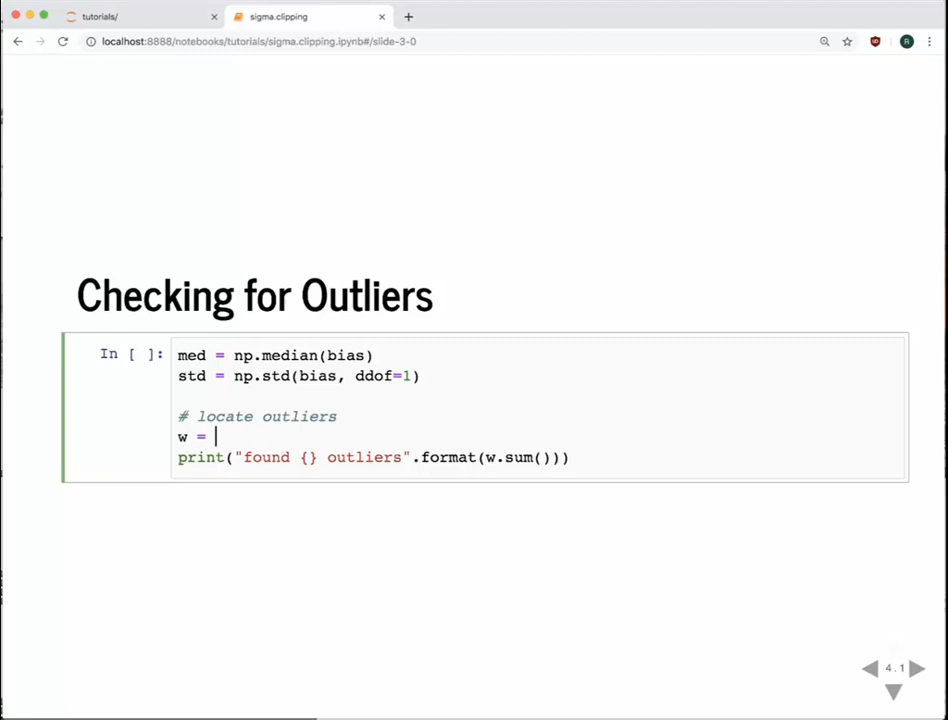 tutorials/
sigma.clipping
localhost:8888/notebooks/tutorials/sigma.clipping.ipynb#/slide-3-0
R
Checking for Outliers
In [ ]:
med = np.median(bias)
std = np.std(bias, ddof=1)
# locate outliers
w =
print("found {} outliers".format(w.sum()))
4.1